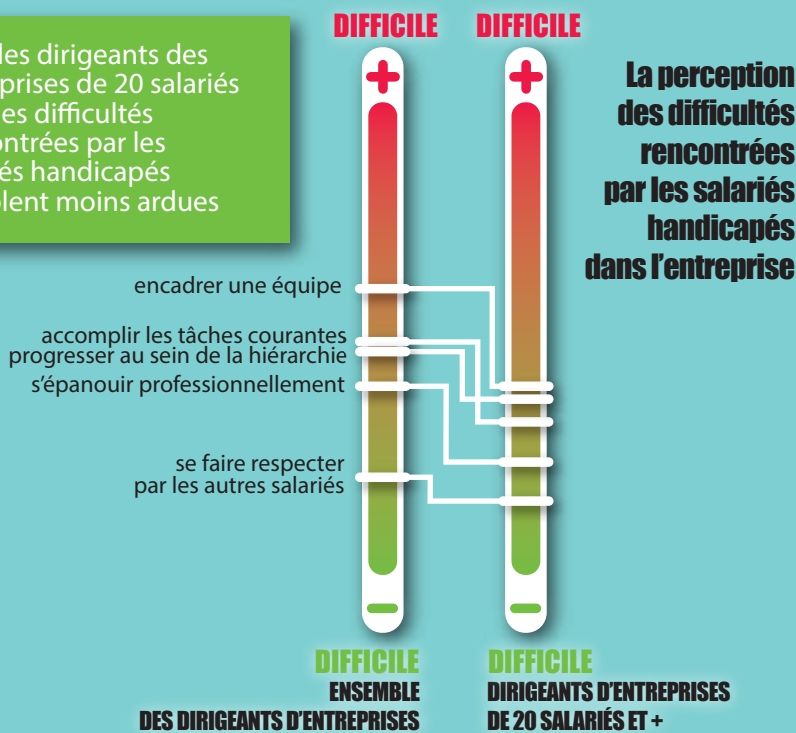 DIFFICILE DIFFICILE
les dirigeants des
prises de 20 salariés
es difficultés
ontrées par les
és handicapés
lent moins ardues
La perception
des difficultés
rencontrées
par les salariés
handicapés
dans l'entreprise
encadrer une équipe
accomplir les tâches courantes
progresser au sein de la hiérarchie
s'épanouir professionnellement
se faire respecter
par les autres salariés
DIFFICILE
ENSEMBLE
DES DIRIGEANTS D'ENTREPRISES
DIFFICILE
DIRIGEANTS D'ENTREPRISES
DE 20 SALARIÉS ET +